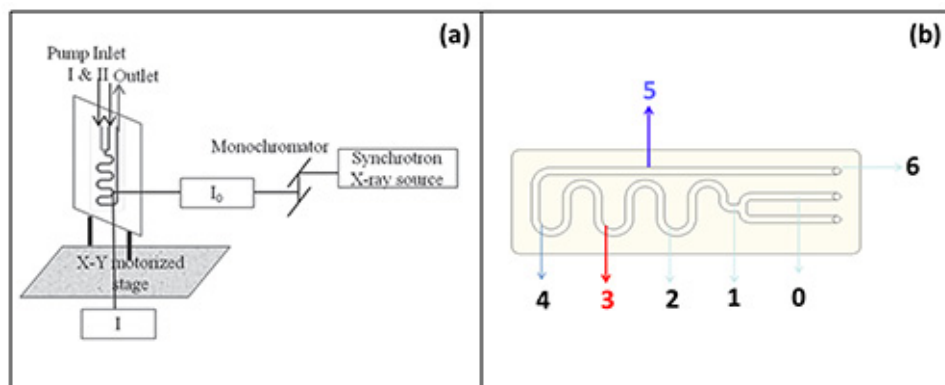 (a)
Pump Inlet
I & II Outlet
Monochromator
Synchrotron
X-ray source
I0
X-Y motorized
stage
I
(b)
5
6
4
3
2
1
0